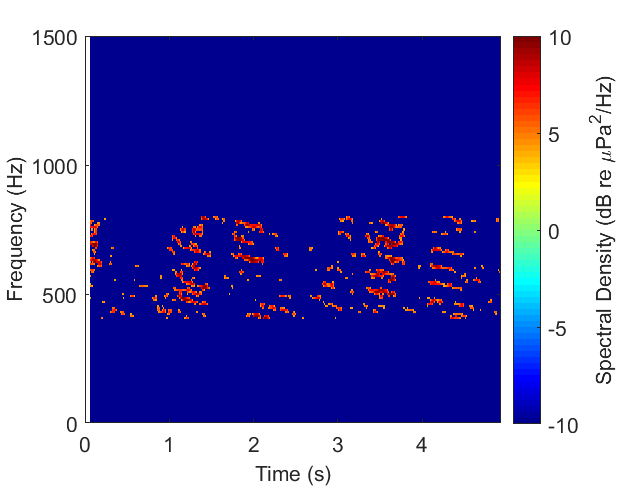 1500
1000
500
0
Frequency (Hz)
0 1 2 3 4
Time (s)
10
5
0
-5
-10
Spectral Density (dB re μPa²/Hz)